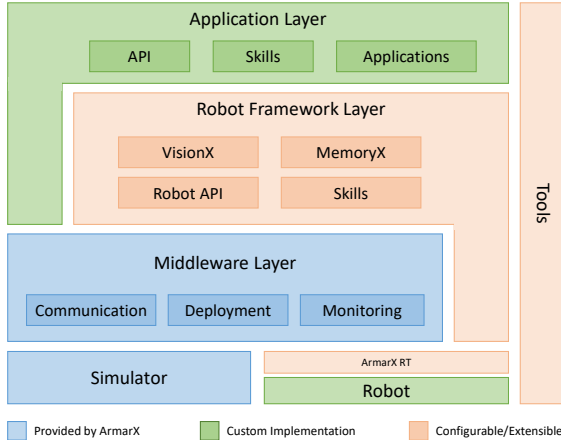 Application Layer
API
Skills
Applications
Robot Framework Layer
VisionX
MemoryX
Robot API
Skills
Tools
Middleware Layer
Communication
Deployment
Monitoring
Simulator
ArmarX RT
Robot
Provided by ArmarX
Custom Implementation
Configurable/Extensible